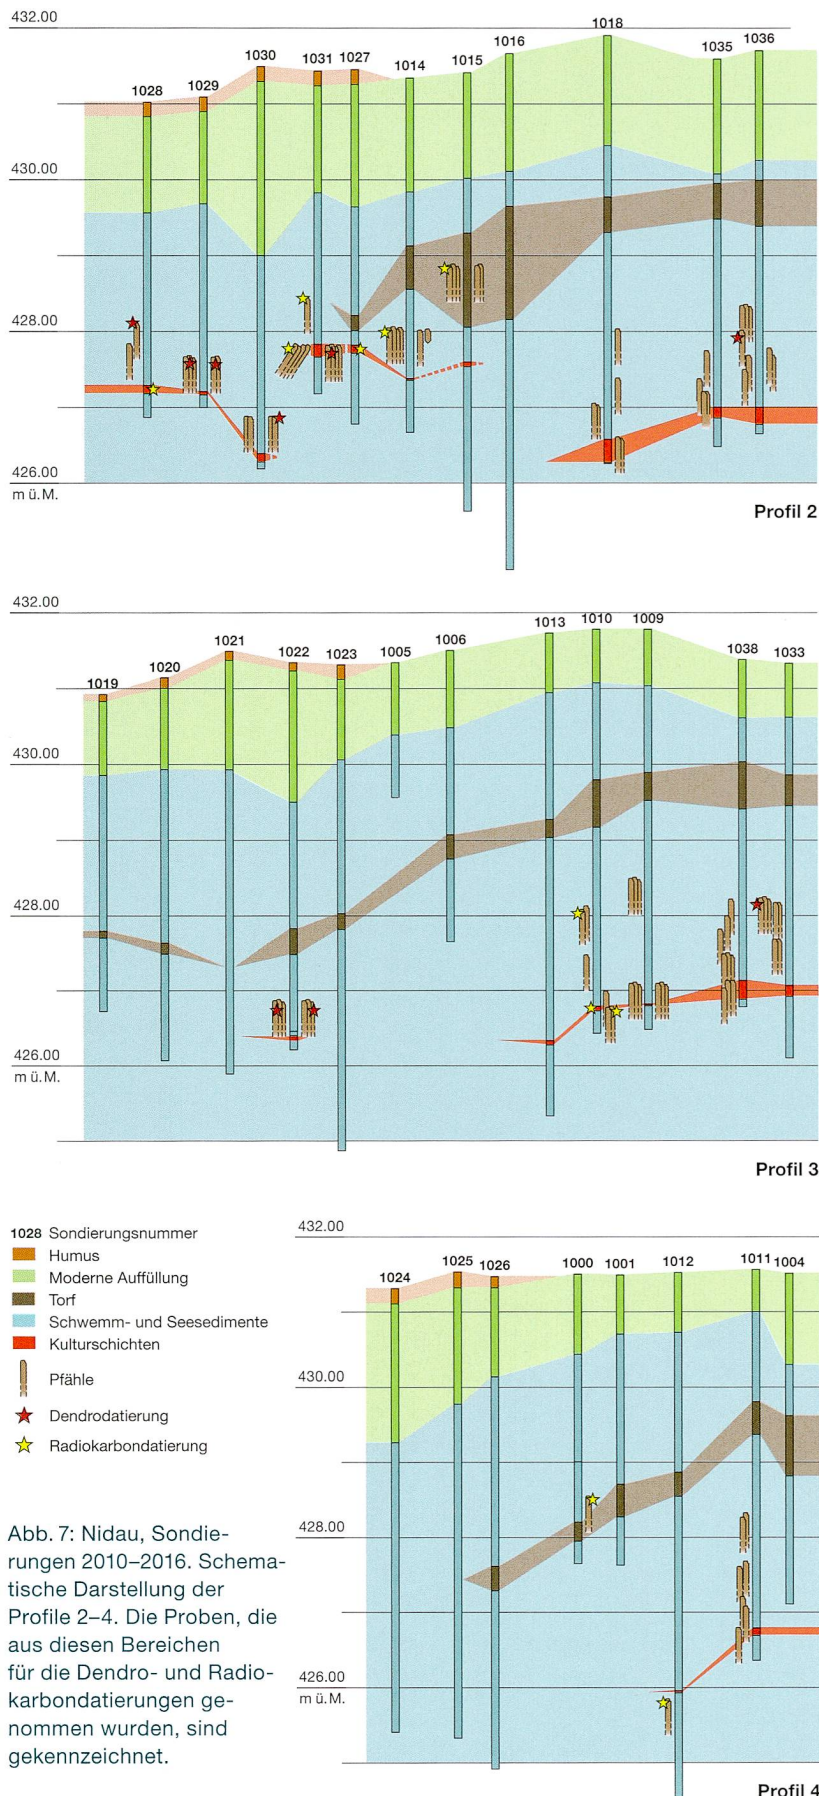 432.00
1028
1029
1030
1031
1027
1014
1015
1016
1018
1035
1036
430.00
428.00
426.00
m ü.M.
Profil 2
432.00
1019
1020
1021
1022
1023
1005
1006
1013
1010
1009
1038
1033
430.00
428.00
426.00
m ü.M.
Profil 3
1028 Sondierungsnummer
Humus
Moderne Auffüllung
Torf
Schwemm- und Seesedimente
Kulturschichten
Pfähle
Dendrodatierung
Radiokarbondatierung
432.00
1024
1025
1026
1000
1001
1012
1011
1004
430.00
428.00
426.00
m ü.M.
Profil 4
Abb. 7: Nidau, Sondie-
rungen 2010–2016. Schema-
tische Darstellung der
Profile 2–4. Die Proben, die
aus diesen Bereichen
für die Dendro- und Radio-
karbondatierungen ge-
nommen wurden, sind
gekennzeichnet.